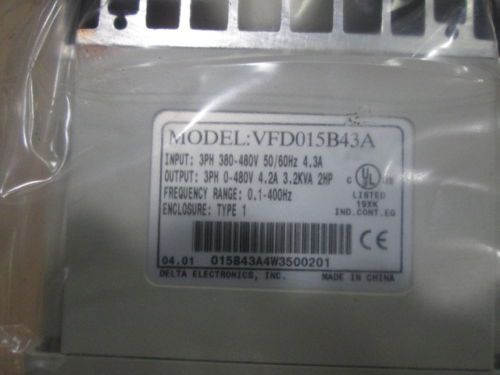 MODEL:VFD015B43A
INPUT: 3PH 380-480V 50/60Hz 4.3A
OUTPUT: 3PH 0-480V 4.2A 3.2KVA 2HP
FREQUENCY RANGE: 0.1-400Hz
ENCLOSURE: TYPE 1
C UL US
LISTED
19XK
IND.CONT.EQ
CE
04.01 015B43A4W3500201
DELTA ELECTRONICS, INC. MADE IN CHINA